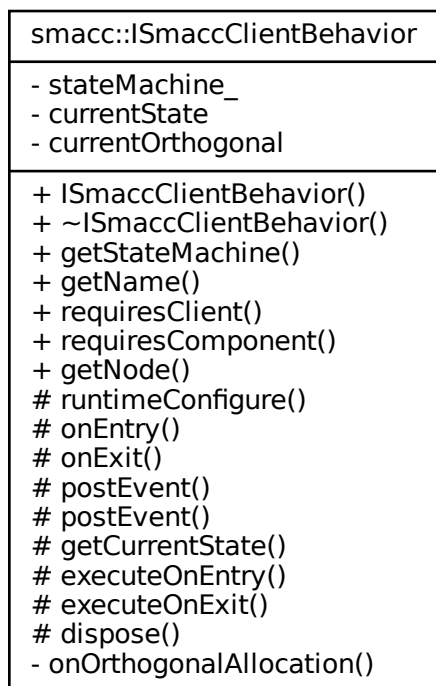 smacc::ISmaccClientBehavior
- stateMachine_
- currentState
- currentOrthogonal
+ ISmaccClientBehavior()
+ ~ISmaccClientBehavior()
+ getStateMachine()
+ getName()
+ requiresClient()
+ requiresComponent()
+ getNode()
# runtimeConfigure()
# onEntry()
# onExit()
# postEvent()
# postEvent()
# getCurrentState()
# executeOnEntry()
# executeOnExit()
# dispose()
- onOrthogonalAllocation()